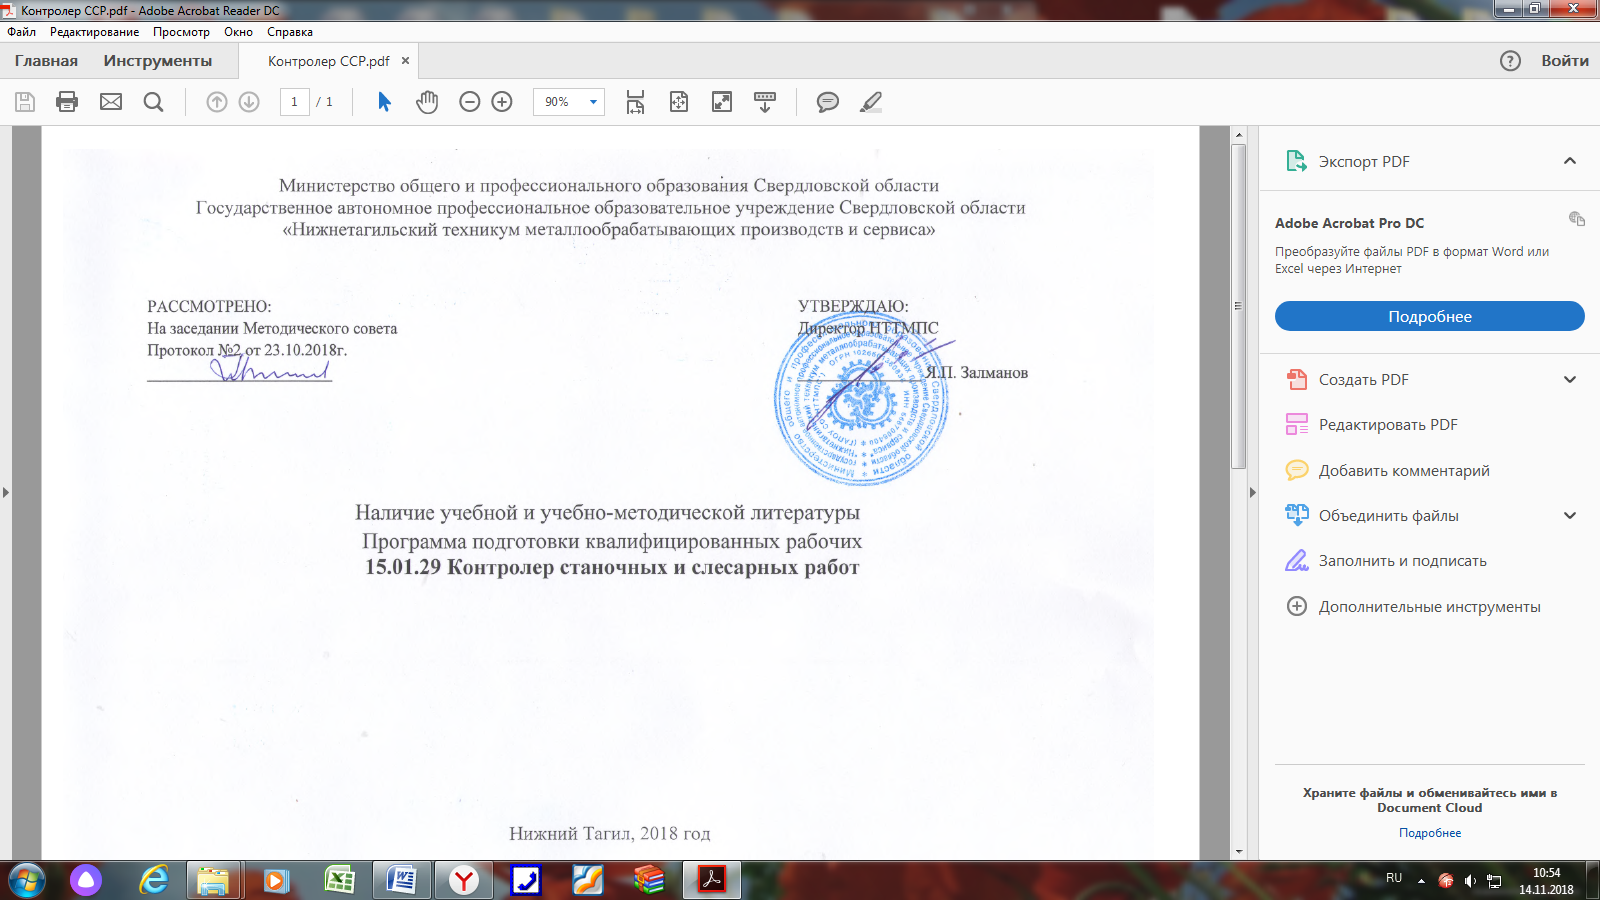 Контролер ССР.pdf - Adobe Acrobat Reader DC
Файл Редактирование Просмотр Окно Справка
Главная Инструменты Контролер ССР.pdf × Войти
1 / 1 90%
Министерство общего и профессионального образования Свердловской области
Государственное автономное профессиональное образовательное учреждение Свердловской области
«Нижнетагильский техникум металлообрабатывающих производств и сервиса»
РАССМОТРЕНО:
На заседании Методического совета
Протокол №2 от 23.10.2018г.
УТВЕРЖДАЮ:
Директор НТТМПС
Я.П. Залманов
Наличие учебной и учебно-методической литературы
Программа подготовки квалифицированных рабочих
15.01.29 Контролер станочных и слесарных работ
Нижний Тагил, 2018 год
Экспорт PDF
Adobe Acrobat Pro DC
Преобразуйте файлы PDF в формат Word или
Excel через Интернет
Подробнее
Создать PDF
Редактировать PDF
Добавить комментарий
Объединить файлы
Заполнить и подписать
Дополнительные инструменты
Храните файлы и обменивайтесь ими в
Document Cloud
Подробнее
RU
10:54
14.11.2018